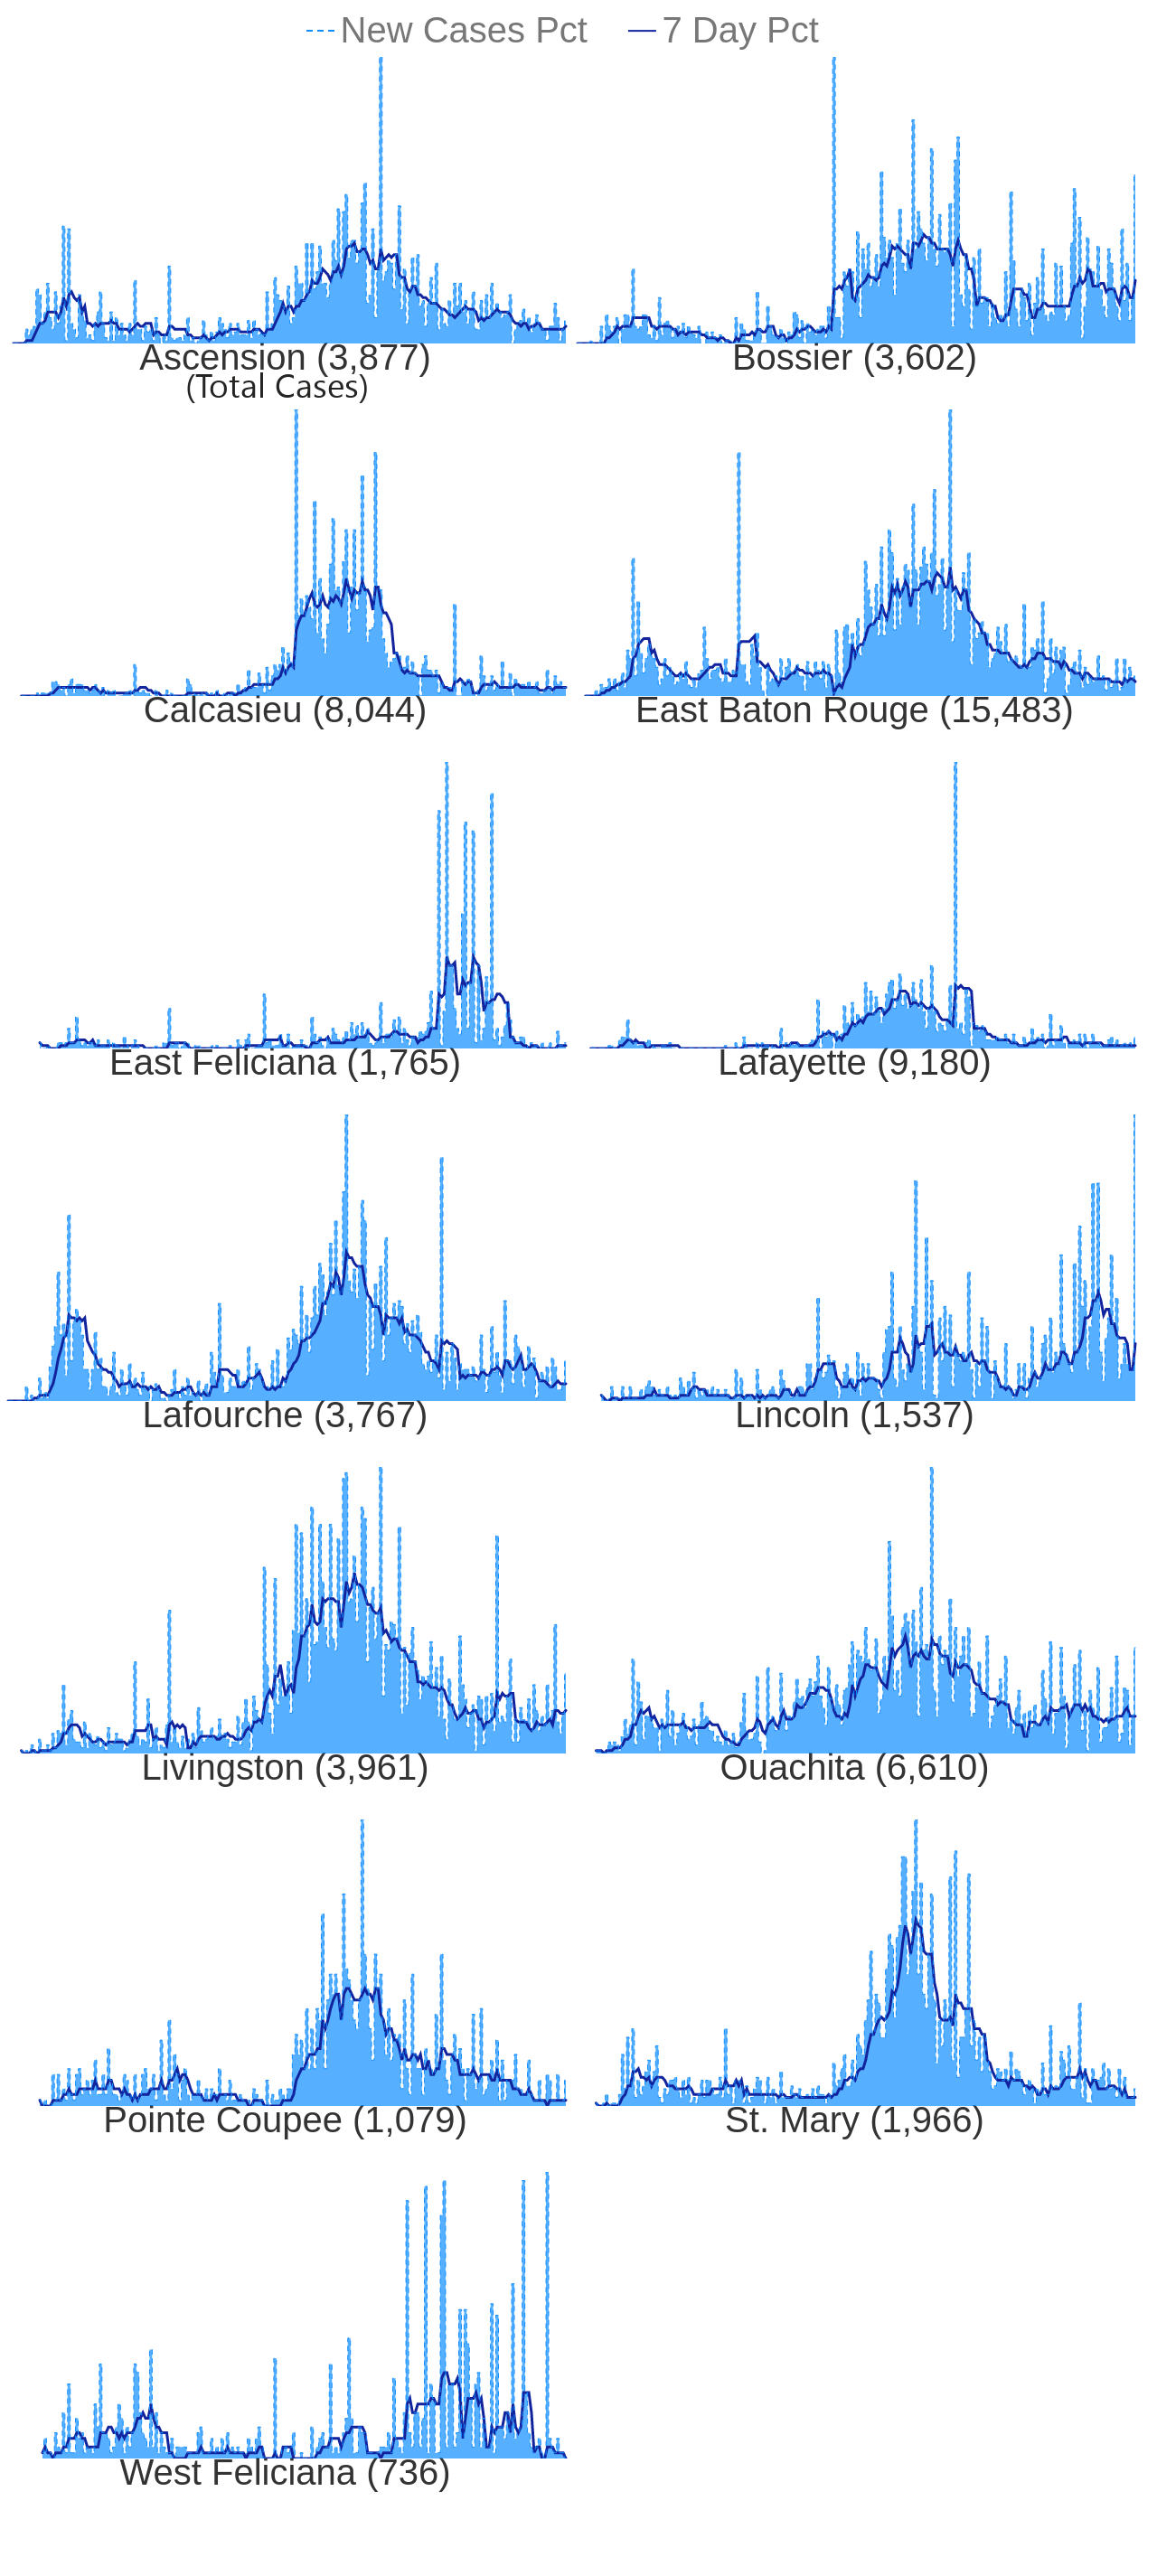 New Cases Pct 7 Day Pct
Ascension (3,877) Bossier (3,602)
(Total Cases)
Calcasieu (8,044) East Baton Rouge (15,483)
East Feliciana (1,765) Lafayette (9,180)
Lafourche (3,767) Lincoln (1,537)
Livingston (3,961) Ouachita (6,610)
Pointe Coupee (1,079) St. Mary (1,966)
West Feliciana (736)